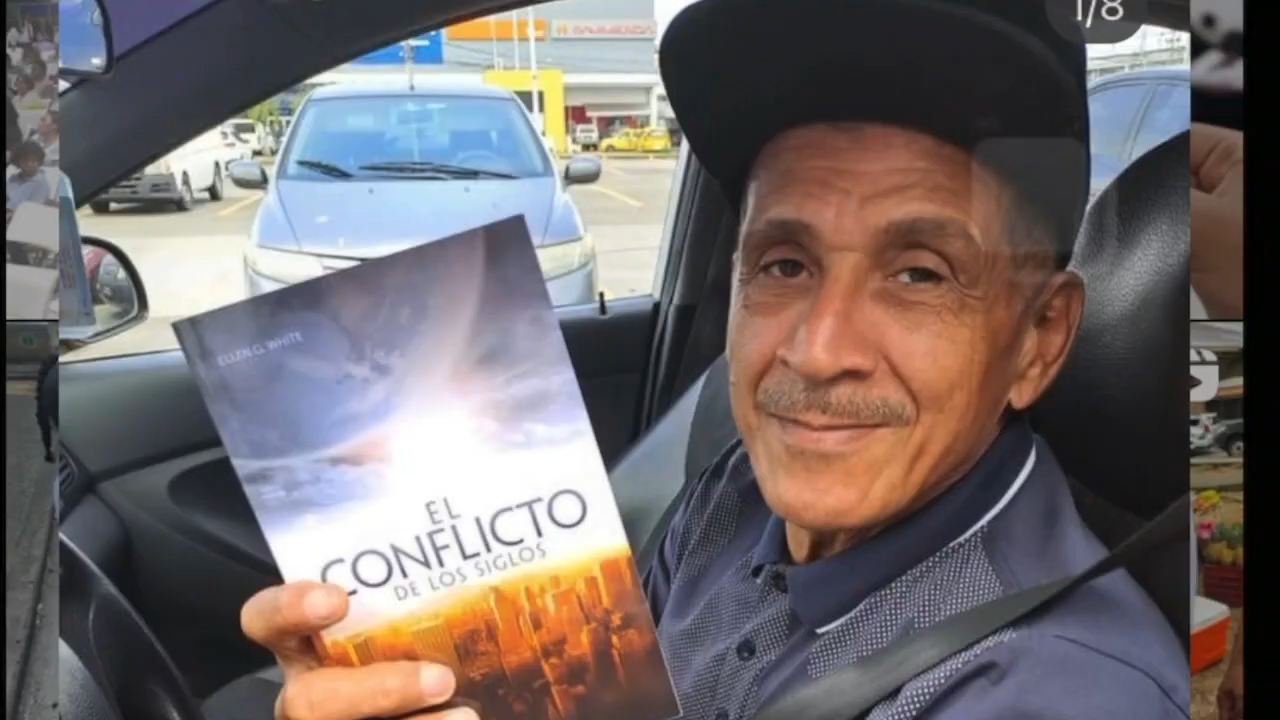 1/8
ELLEN G. WHITE
EL
CONFLICTO
DE LOS SIGLOS